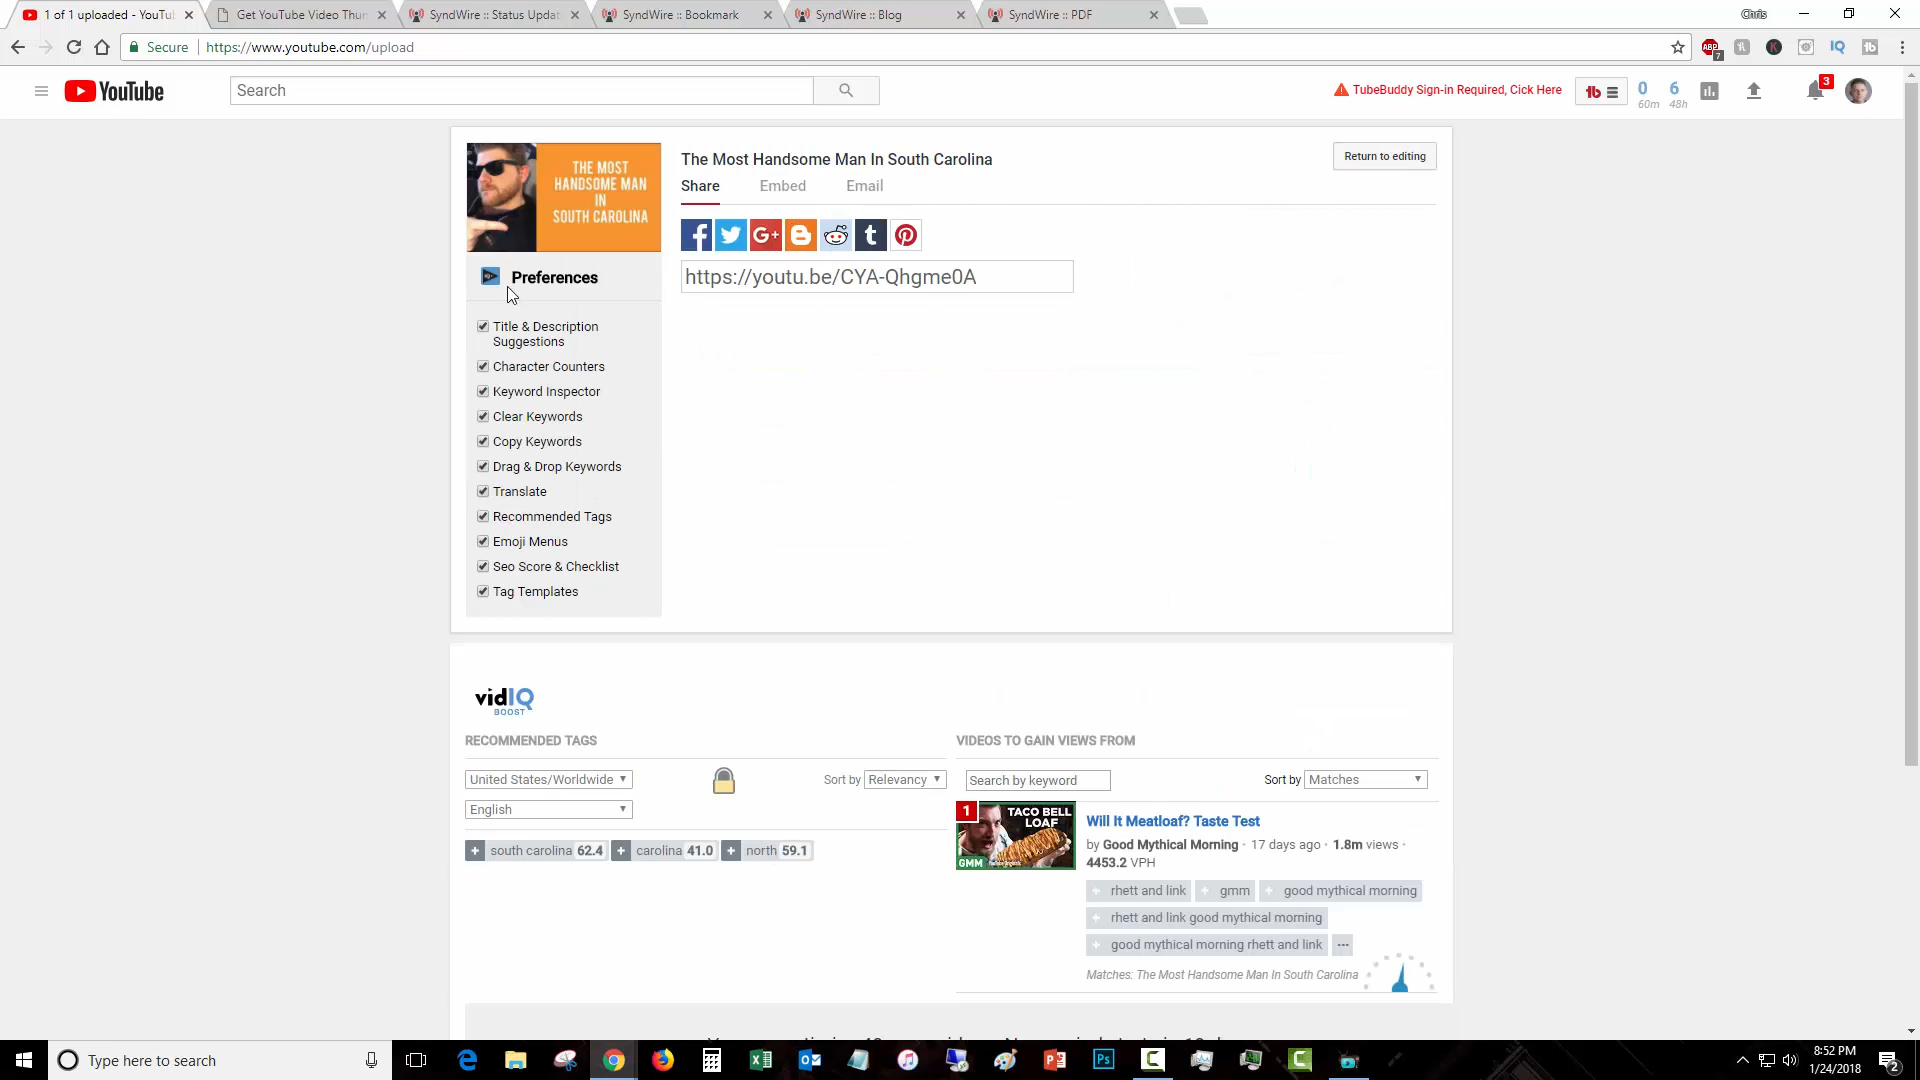 1 of 1 uploaded - YouTub
Get YouTube Video Thum
SyndWire :: Status Updat
SyndWire :: Bookmark
SyndWire :: Blog
SyndWire :: PDF
Chris
Secure
https://www.youtube.com/upload
ABP
7
K
IQ
tb
YouTube
Search
TubeBuddy Sign-in Required, Cick Here
tb
0
60m
6
48h
3
THE MOST
HANDSOME MAN
IN
SOUTH CAROLINA
The Most Handsome Man In South Carolina
Return to editing
Share
Embed
Email
https://youtu.be/CYA-Qhgme0A
Preferences
Title & Description
Suggestions
Character Counters
Keyword Inspector
Clear Keywords
Copy Keywords
Drag & Drop Keywords
Translate
Recommended Tags
Emoji Menus
Seo Score & Checklist
Tag Templates
vidIQ
BOOST
RECOMMENDED TAGS
United States/Worldwide
English
Sort by
Relevancy
+ south carolina 62.4
+ carolina 41.0
+ north 59.1
VIDEOS TO GAIN VIEWS FROM
Search by keyword
Sort by
Matches
1
TACO BELL
LOAF
GMM
Will It Meatloaf? Taste Test
by Good Mythical Morning · 17 days ago · 1.8m views ·
4453.2 VPH
+ rhett and link
+ gmm
+ good mythical morning
+ rhett and link good mythical morning
+ good mythical morning rhett and link
...
Matches: The Most Handsome Man In South Carolina
Type here to search
8:52 PM
1/24/2018
2